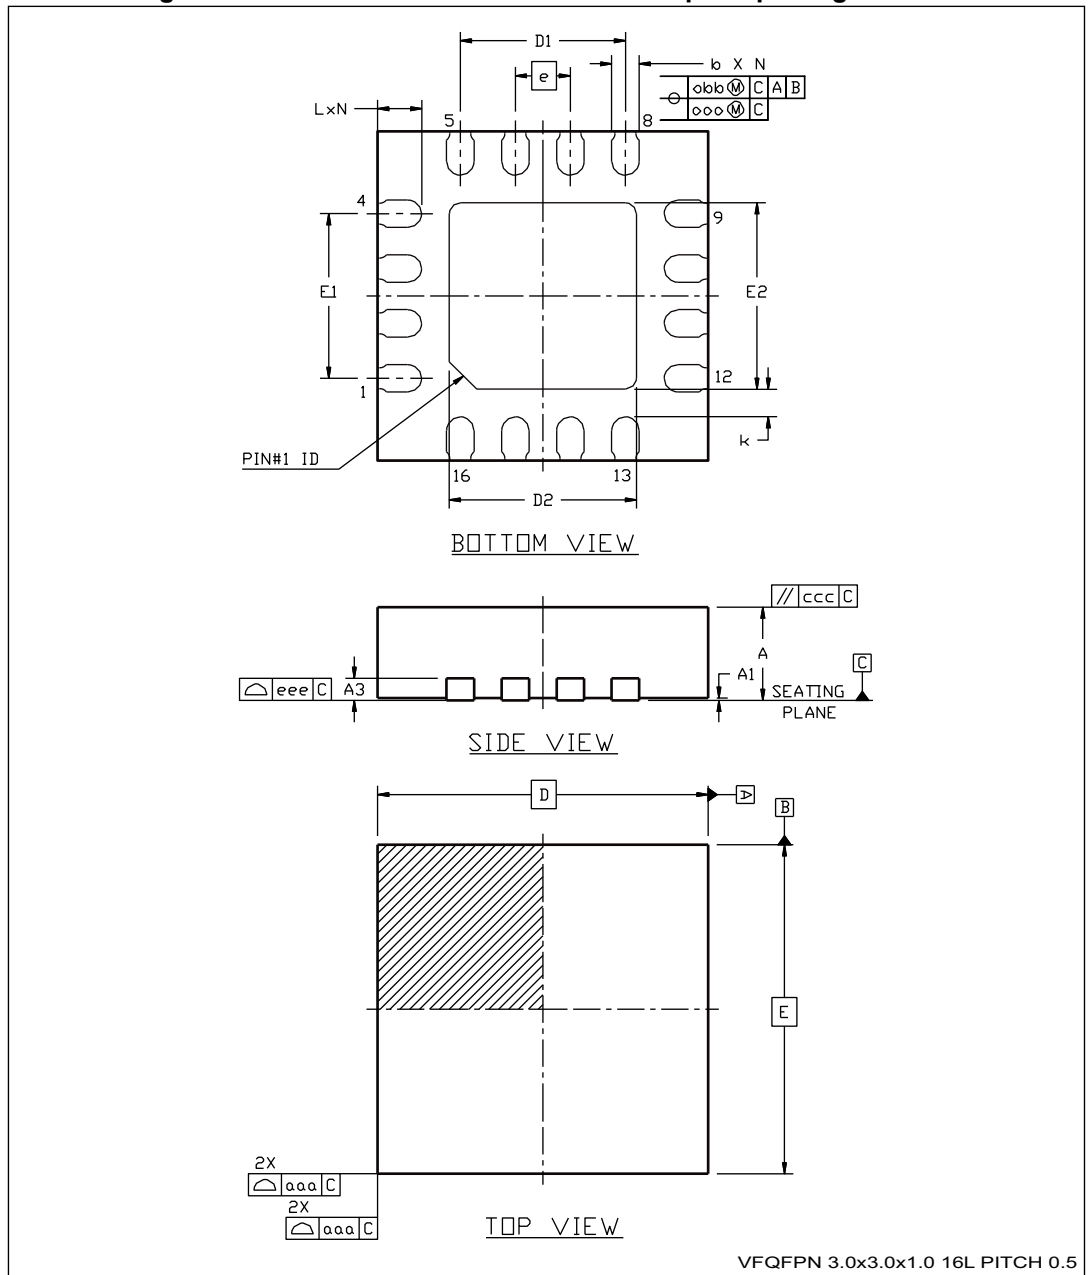 D1
e
b X N
bbb Ⓜ C A B
LxN
5
8
4
9
E1
E2
1
12
k
PIN#1 ID
16
13
D2
BOTTOM VIEW
// ccc C
A
C
eee C
A3
A1
SEATING
PLANE
SIDE VIEW
D
A
B
E
2X
aaa C
2X
aaa C
TOP VIEW
VFQFPN 3.0x3.0x1.0 16L PITCH 0.5